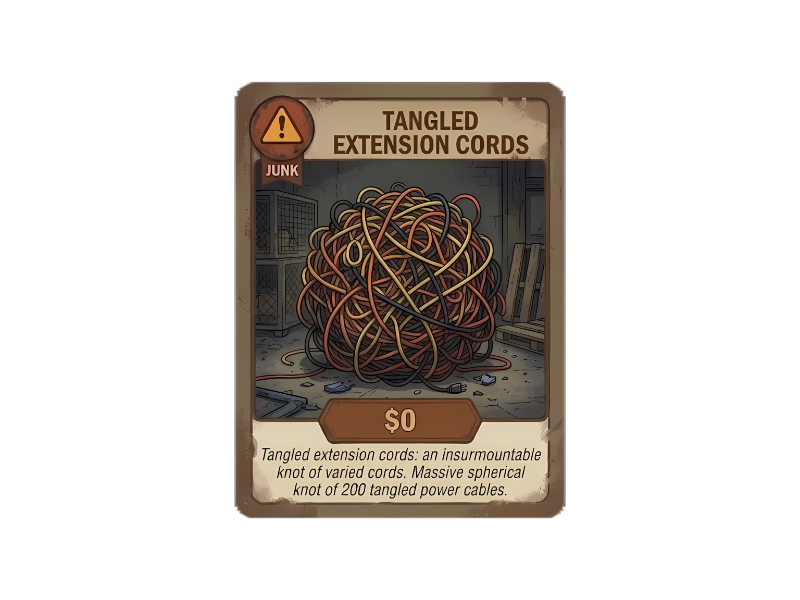 TANGLED
EXTENSION CORDS
JUNK
$0
Tangled extension cords: an insurmountable
knot of varied cords. Massive spherical
knot of 200 tangled power cables.